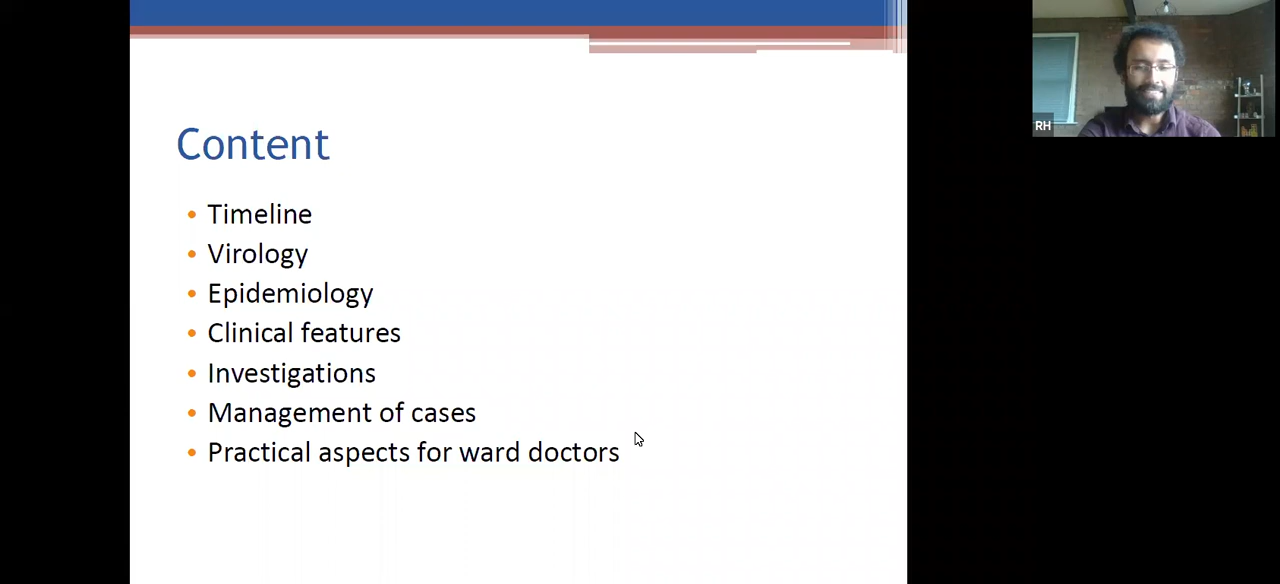 Content
• Timeline
• Virology
• Epidemiology
• Clinical features
• Investigations
• Management of cases
• Practical aspects for ward doctors
RH